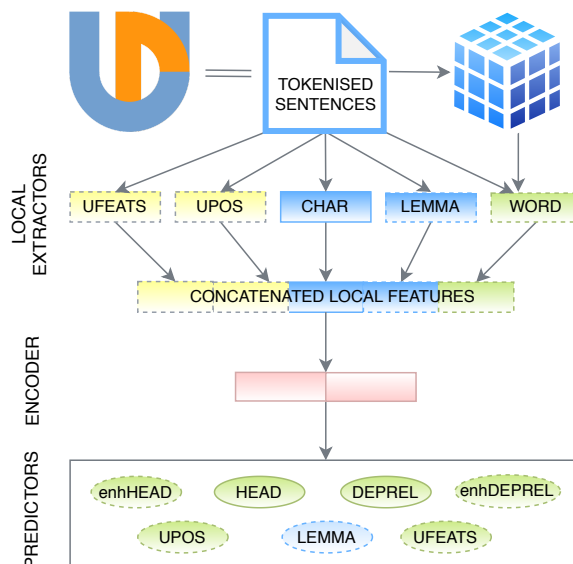 TOKENISED
SENTENCES
LOCAL
EXTRACTORS
UFEATS UPOS CHAR LEMMA WORD
CONCATENATED LOCAL FEATURES
ENCODER
PREDICTORS
enhHEAD HEAD DEPREL enhDEPREL
UPOS LEMMA UFEATS